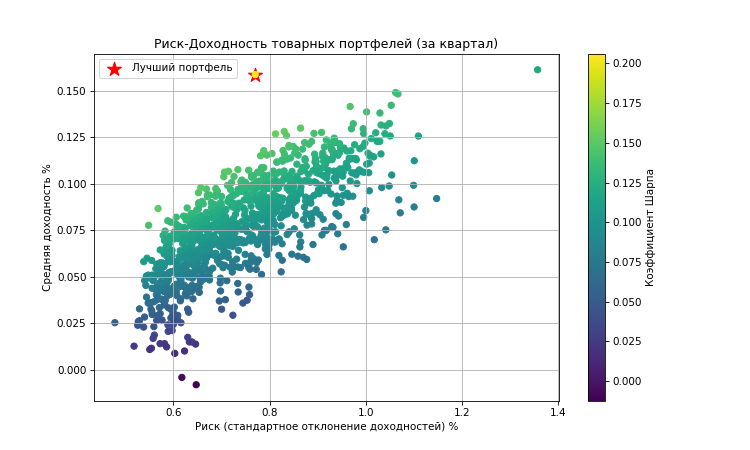 Риск-Доходность товарных портфелей (за квартал)
Лучший портфель
Средняя доходность %
0.150
0.125
0.100
0.075
0.050
0.025
0.000
0.6 0.8 1.0 1.2 1.4
Риск (стандартное отклонение доходностей) %
0.200
0.175
0.150
0.125
0.100
0.075
0.050
0.025
0.000
Коэффициент Шарпа